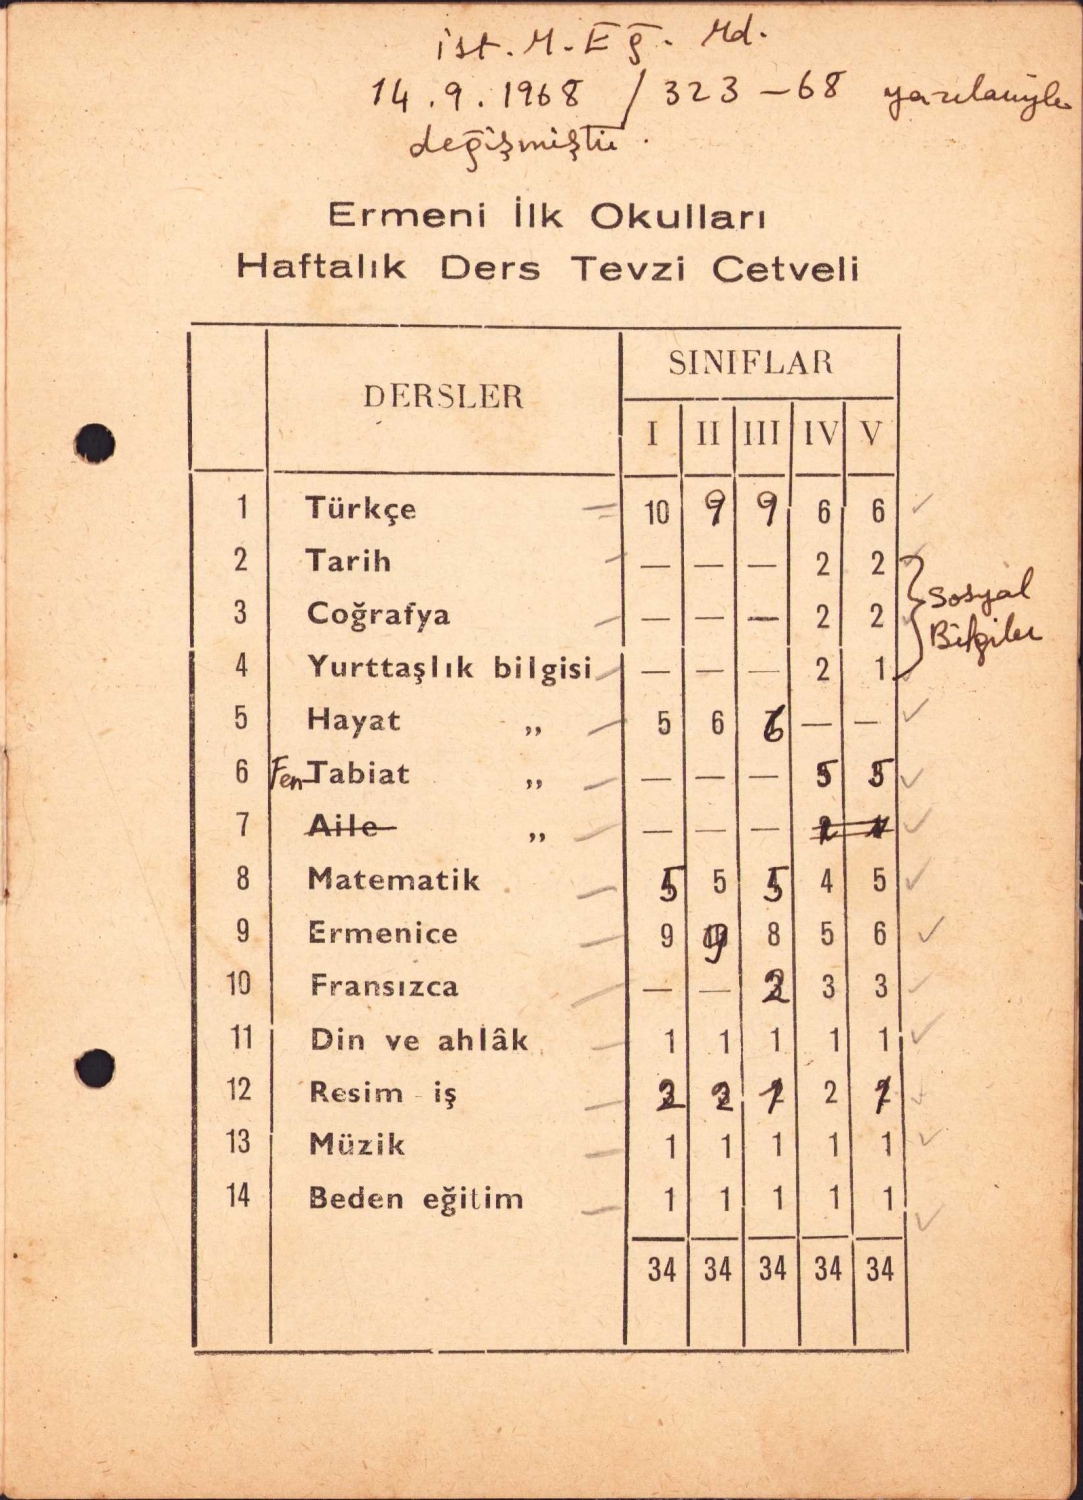 ist. M. Eğ. Md.
14.9.1968 / 323-68 yazılarıyla
değişmiştir.
Ermeni İlk Okulları
Haftalık Ders Tevzi Cetveli
DERSLER SINIFLAR
I II III IV V
1 Türkçe 10 9 9 6 6
2 Tarih — — — 2 2
3 Coğrafya — — — 2 2
Sosyal
Bilgiler
4 Yurttaşlık bilgisi — — — 2 1
5 Hayat ,, 5 6 6 — —
6 Fen Tabiat ,, — — — 5 5
7 Aile ,, — — —
8 Matematik 5 5 5 4 5
9 Ermenice 9 9 8 5 6
10 Fransızca — — 2 3 3
11 Din ve ahlâk 1 1 1 1 1
12 Resim - iş 2 2 1 2 1
13 Müzik 1 1 1 1 1
14 Beden eğitim 1 1 1 1 1
34 34 34 34 34